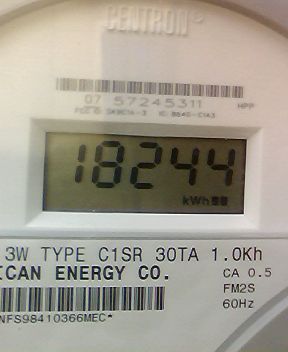 CENTRON
07 57245311 HPP
18244
kWh
3W TYPE C1SR 30TA 1.0Kh
ICAN ENERGY CO. CA 0.5
FM2S
60Hz
NFS98410366MEC*